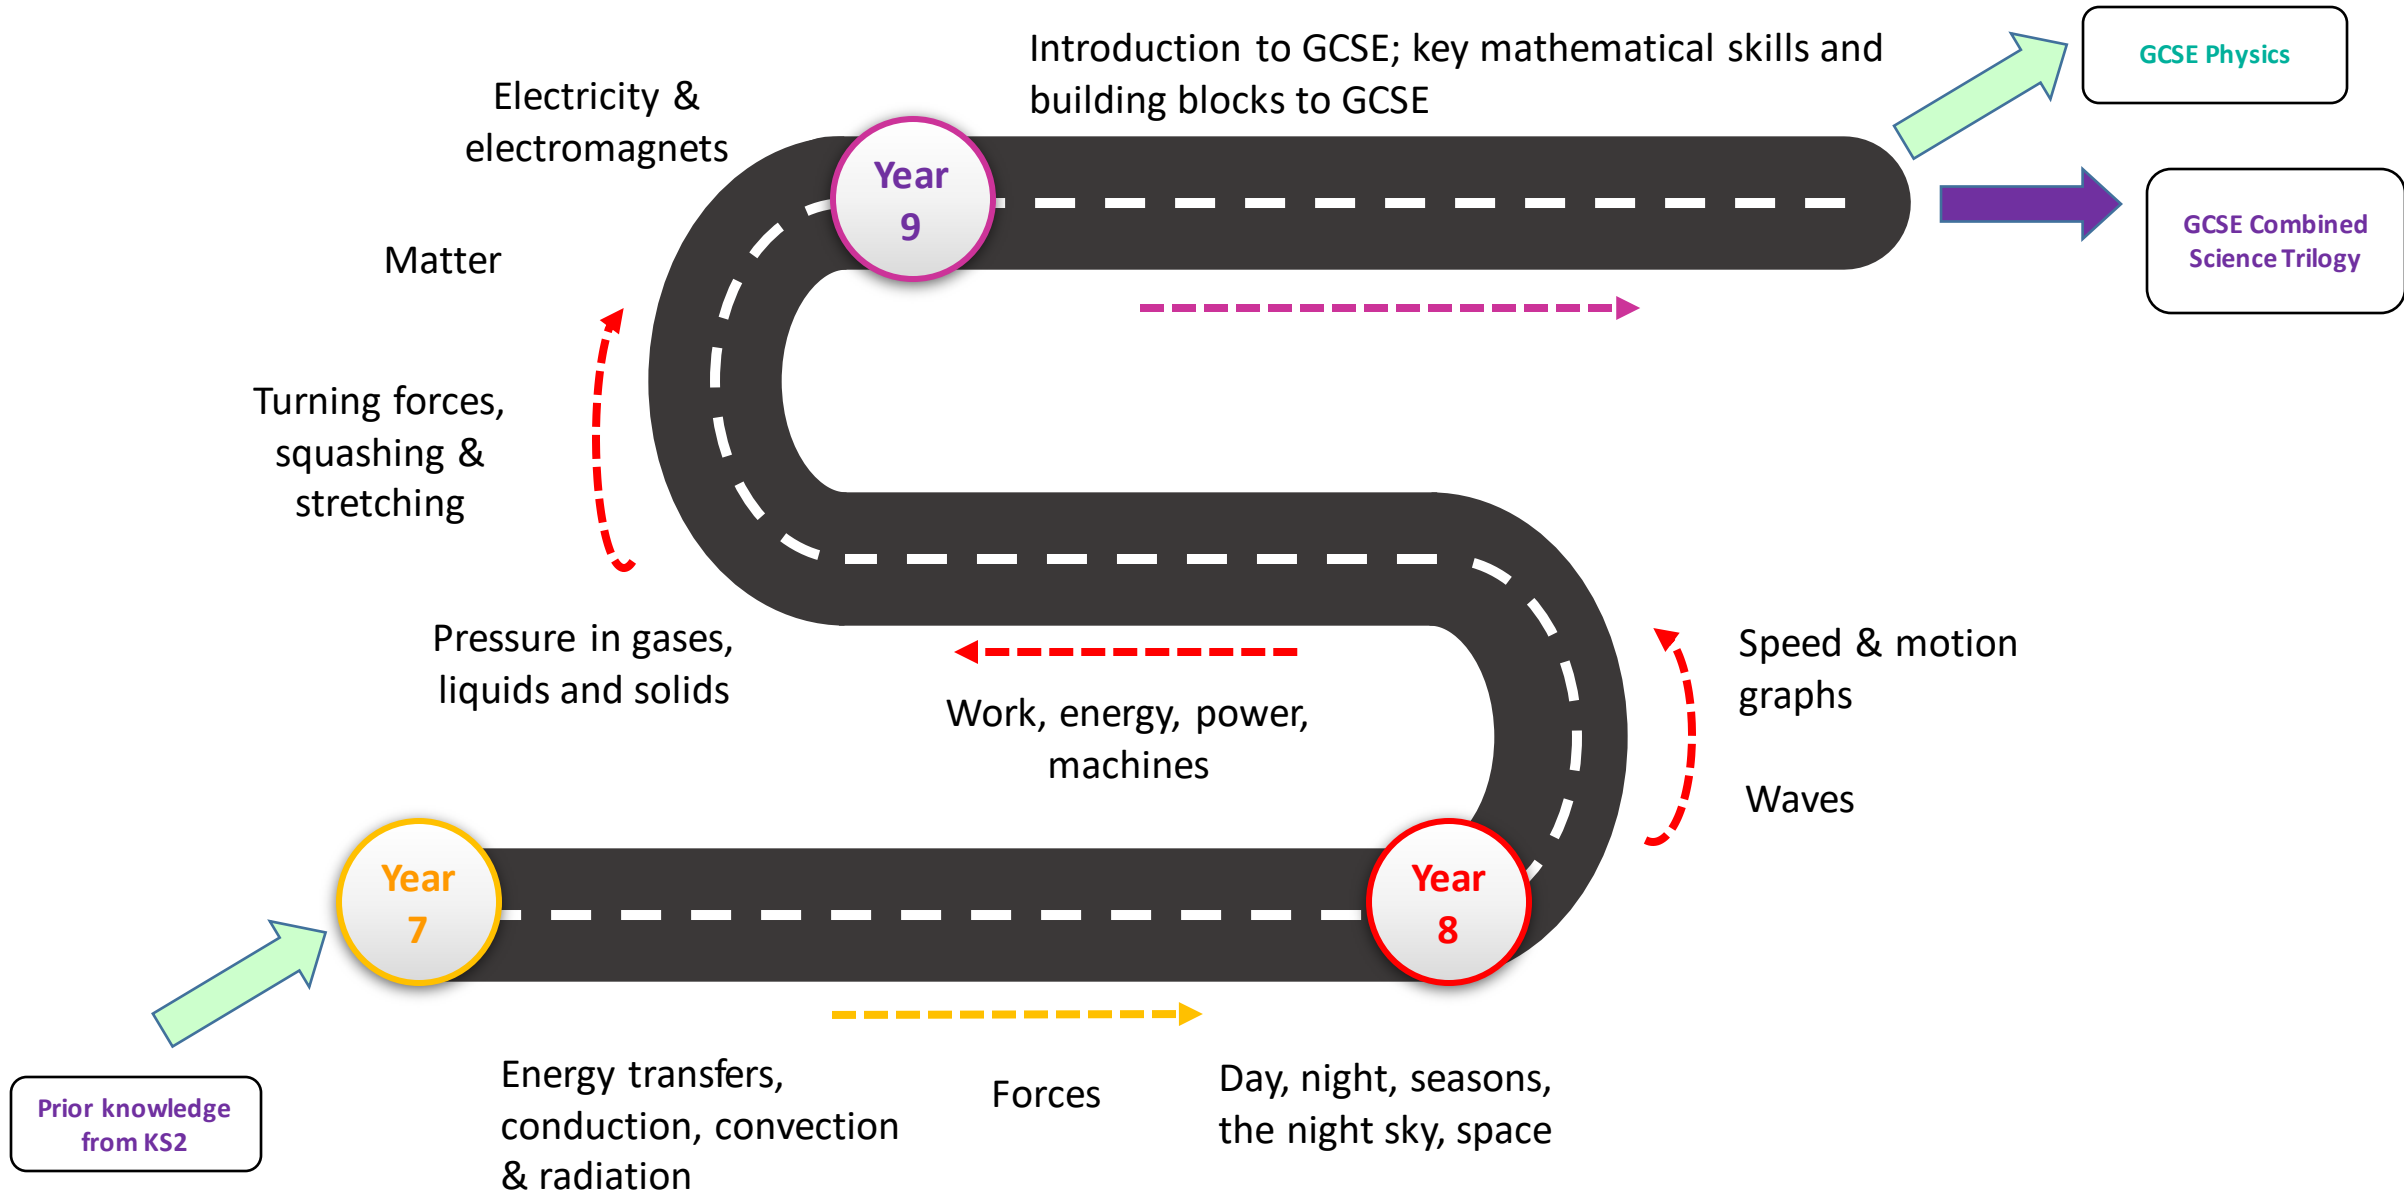 Introduction to GCSE; key mathematical skills and
building blocks to GCSE
GCSE Physics
Electricity &
electromagnets
Year
9
GCSE Combined
Science Trilogy
Matter
Turning forces,
squashing &
stretching
Pressure in gases,
liquids and solids
Work, energy, power,
machines
Speed & motion
graphs
Waves
Year
7
Year
8
Prior knowledge
from KS2
Energy transfers,
conduction, convection
& radiation
Forces
Day, night, seasons,
the night sky, space